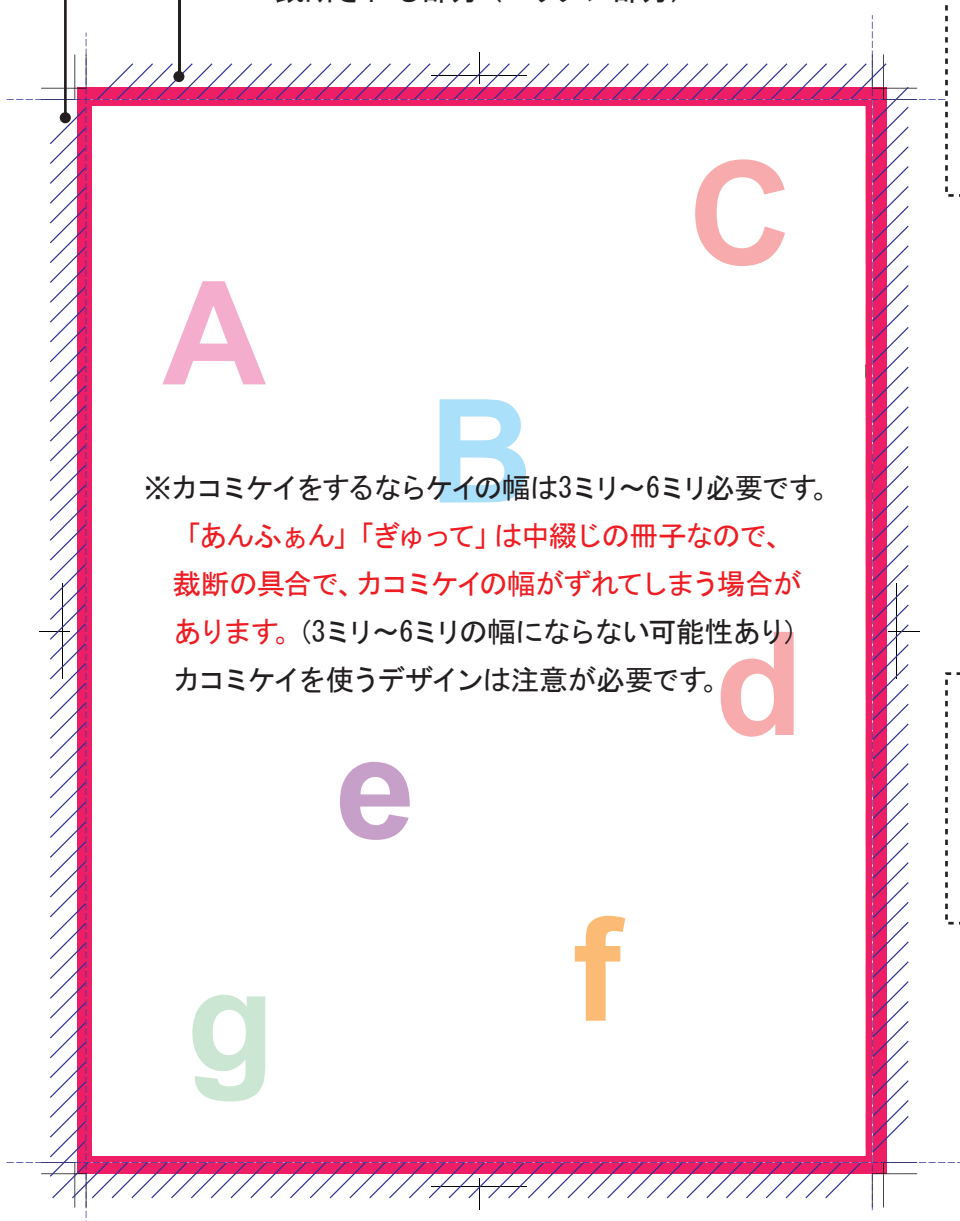 C
A
B
※カコミケイをするならケイの幅は3ミリ〜6ミリ必要です。
「あんふぁん」「ぎゅって」は中綴じの冊子なので、
裁断の具合で、カコミケイの幅がずれてしまう場合が
あります。(3ミリ〜6ミリの幅にならない可能性あり)
カコミケイを使うデザインは注意が必要です。
d
e
f
g